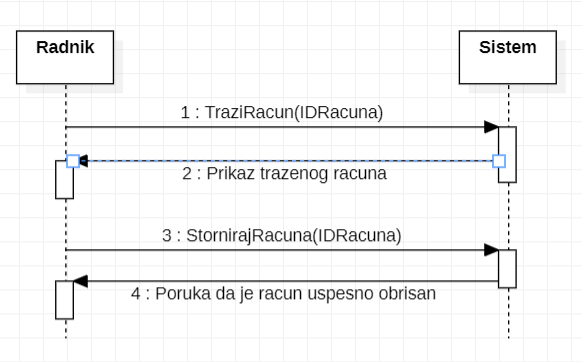 Radnik
Sistem
1 : TraziRacun(IDRacuna)
2 : Prikaz trazenog racuna
3 : StornirajRacuna(IDRacuna)
4 : Poruka da je racun uspesno obrisan